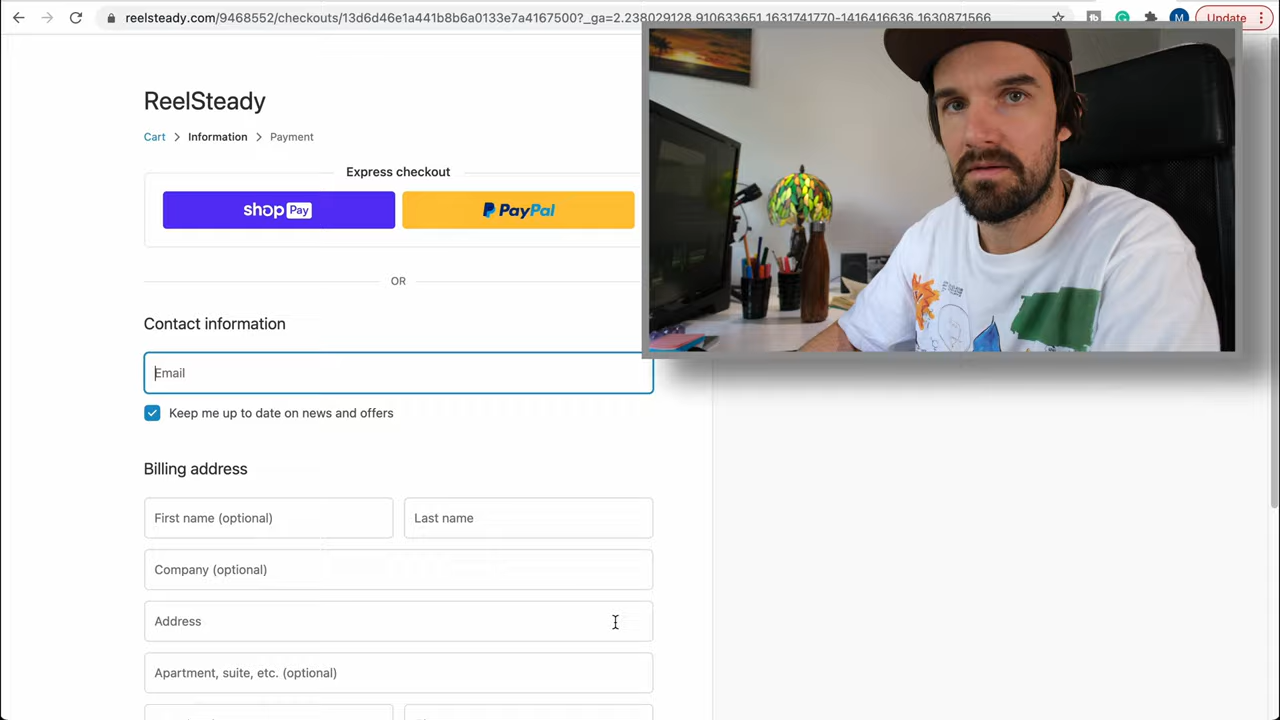 reelsteady.com/9468552/checkouts/13d6d46e1a441b8b6a0133e7a4167500?_ga=2.238029128.910633651.1631741770-1416416636.1630871566
M
Update
ReelSteady
Cart > Information > Payment
Express checkout
shop Pay
PayPal
OR
Contact information
Email
Keep me up to date on news and offers
Billing address
First name (optional)
Last name
Company (optional)
Address
Apartment, suite, etc. (optional)